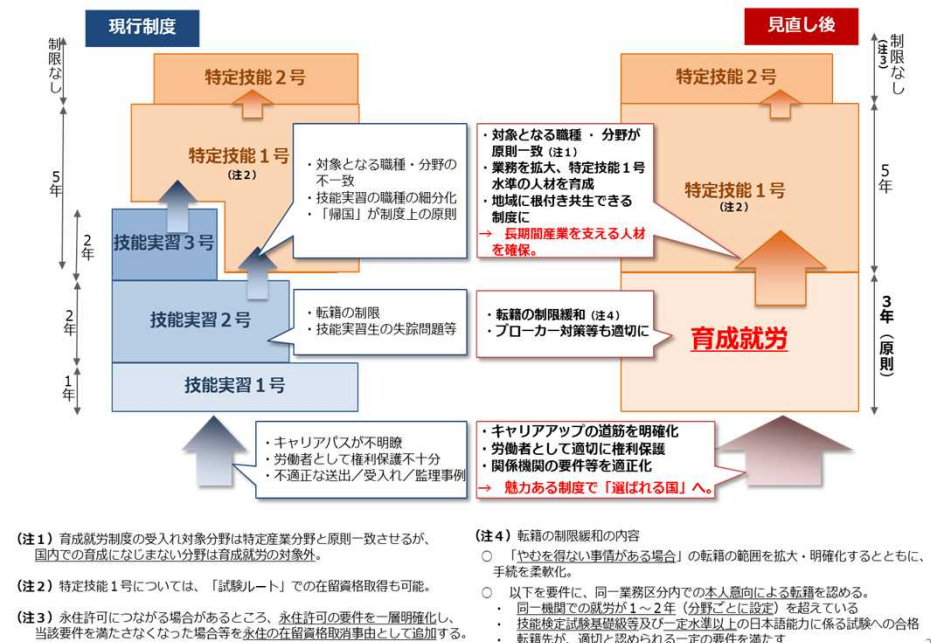 現行制度
見直し後
制限なし
特定技能２号
特定技能２号
制限なし
(注３)
特定技能１号
(注２)
・対象となる職種・分野の
不一致
・技能実習の職種の細分化
・「帰国」が制度上の原則
・対象となる職種 ・ 分野が
原則一致 (注１)
・業務を拡大、特定技能１号
水準の人材を育成
・地域に根付き共生できる
制度に
→ 長期間産業を支える人材
を確保。
特定技能１号
(注２)
5年
5年
技能実習３号
2年
技能実習２号
2年
・転籍の制限
・技能実習生の失踪問題等
・転籍の制限緩和 (注４)
・ブローカー対策等も適切に
育成就労
3年（原則）
技能実習１号
1年
・キャリアパスが不明瞭
・労働者として権利保護不十分
・不適正な送出／受入れ／監理事例
・キャリアアップの道筋を明確化
・労働者として適切に権利保護
・関係機関の要件等を適正化
→ 魅力ある制度で「選ばれる国」へ。
(注１) 育成就労制度の受入れ対象分野は特定産業分野と原則一致させるが、
国内での育成になじまない分野は育成就労の対象外。
(注２) 特定技能１号については、「試験ルート」での在留資格取得も可能。
(注３) 永住許可につながる場合があるところ、永住許可の要件を一層明確化し、
当該要件を満たさなくなった場合等を永住の在留資格取消事由として追加する。
(注４) 転籍の制限緩和の内容
○ 「やむを得ない事情がある場合」の転籍の範囲を拡大・明確化するとともに、
手続を柔軟化。
○ 以下を要件に、同一業務区分内での本人意向による転籍を認める。
・ 同一機関での就労が１～２年（分野ごとに設定）を超えている
・ 技能検定試験基礎級等及び一定水準以上の日本語能力に係る試験への合格
・ 転籍先が、適切と認められる一定の要件を満たす